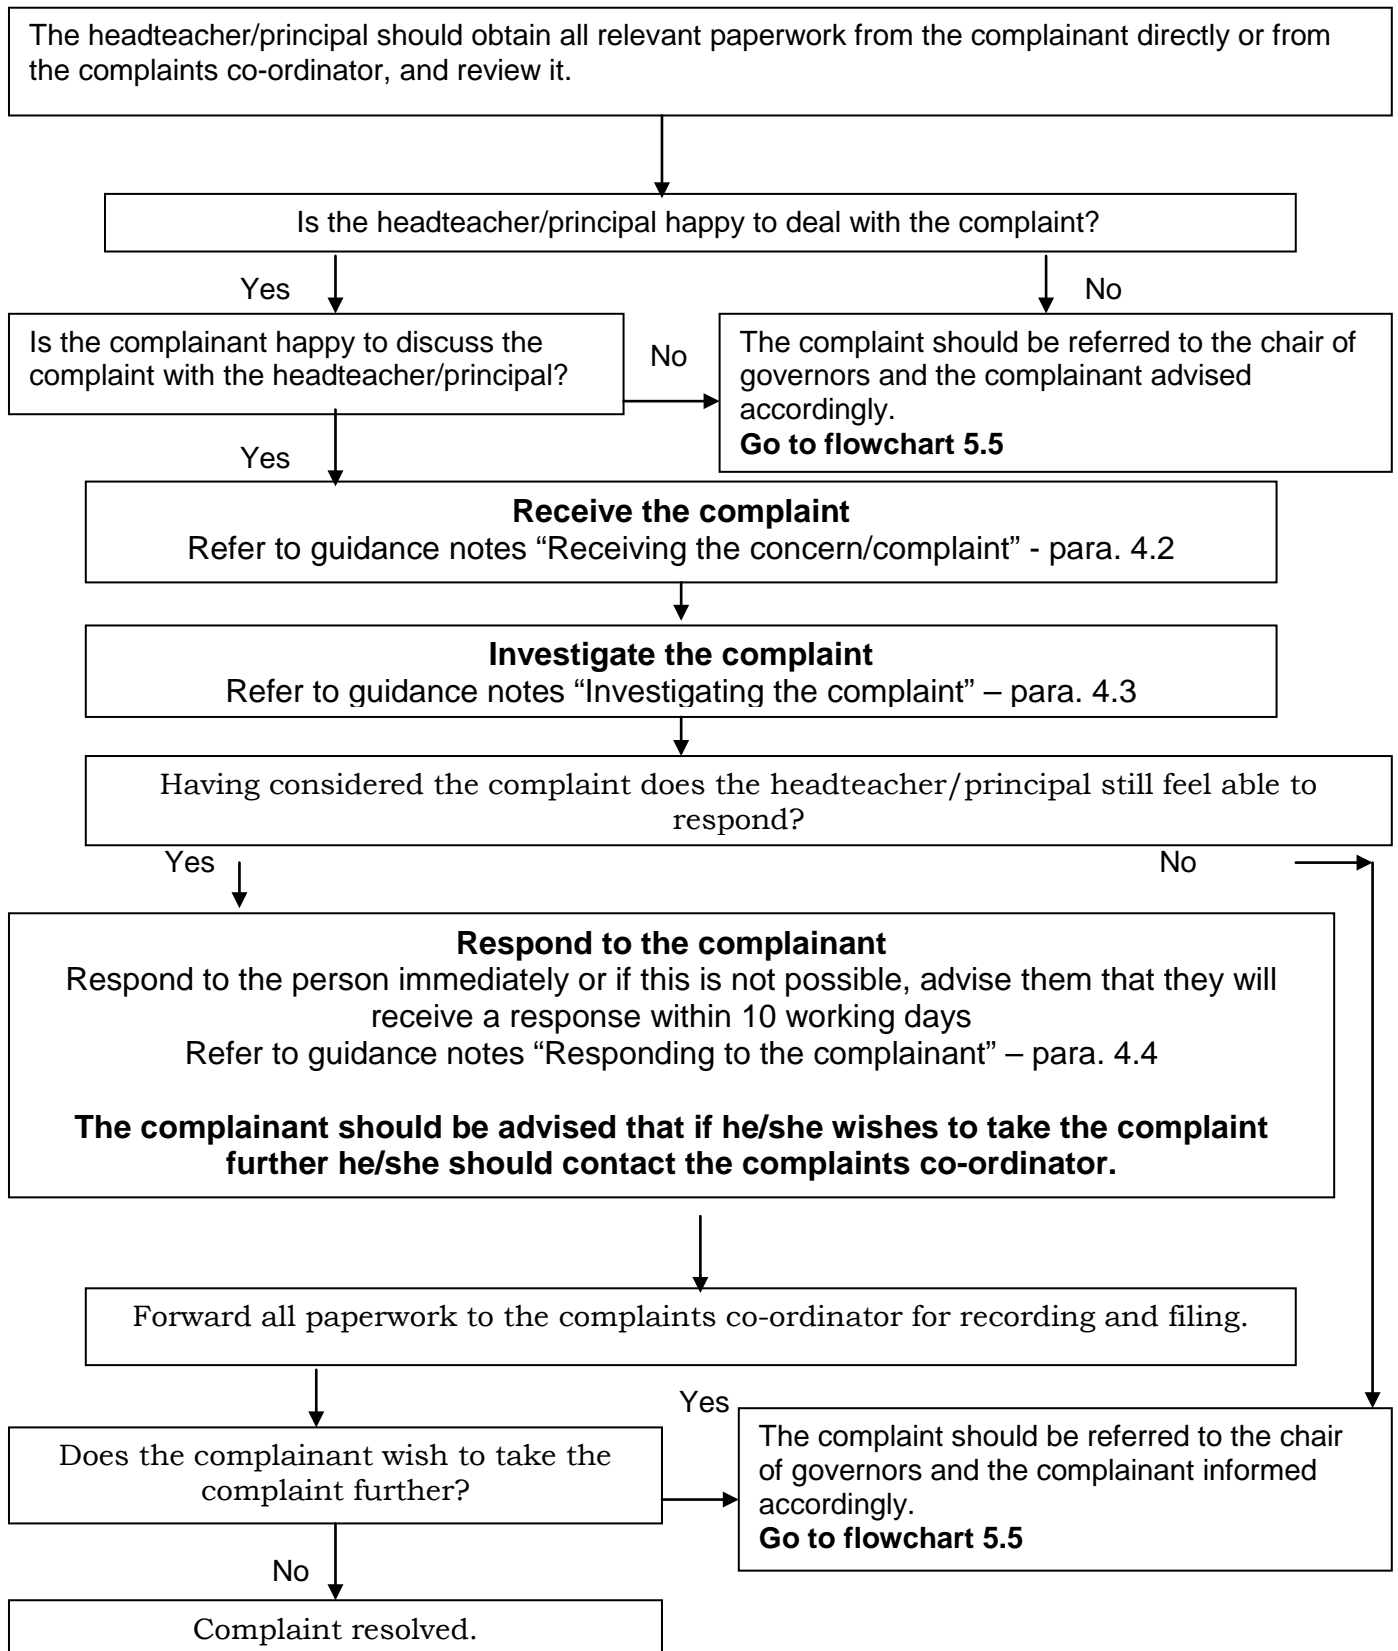 The headteacher/principal should obtain all relevant paperwork from the complainant directly or from
the complaints co-ordinator, and review it.
Is the headteacher/principal happy to deal with the complaint?
Yes
No
Is the complainant happy to discuss the
complaint with the headteacher/principal?
No
The complaint should be referred to the chair of
governors and the complainant advised
accordingly.
Go to flowchart 5.5
Yes
Receive the complaint
Refer to guidance notes “Receiving the concern/complaint” - para. 4.2
Investigate the complaint
Refer to guidance notes “Investigating the complaint” – para. 4.3
Having considered the complaint does the headteacher/principal still feel able to
respond?
Yes
No
Respond to the complainant
Respond to the person immediately or if this is not possible, advise them that they will
receive a response within 10 working days
Refer to guidance notes “Responding to the complainant” – para. 4.4
The complainant should be advised that if he/she wishes to take the complaint
further he/she should contact the complaints co-ordinator.
Forward all paperwork to the complaints co-ordinator for recording and filing.
Does the complainant wish to take the
complaint further?
Yes
The complaint should be referred to the chair
of governors and the complainant informed
accordingly.
Go to flowchart 5.5
No
Complaint resolved.